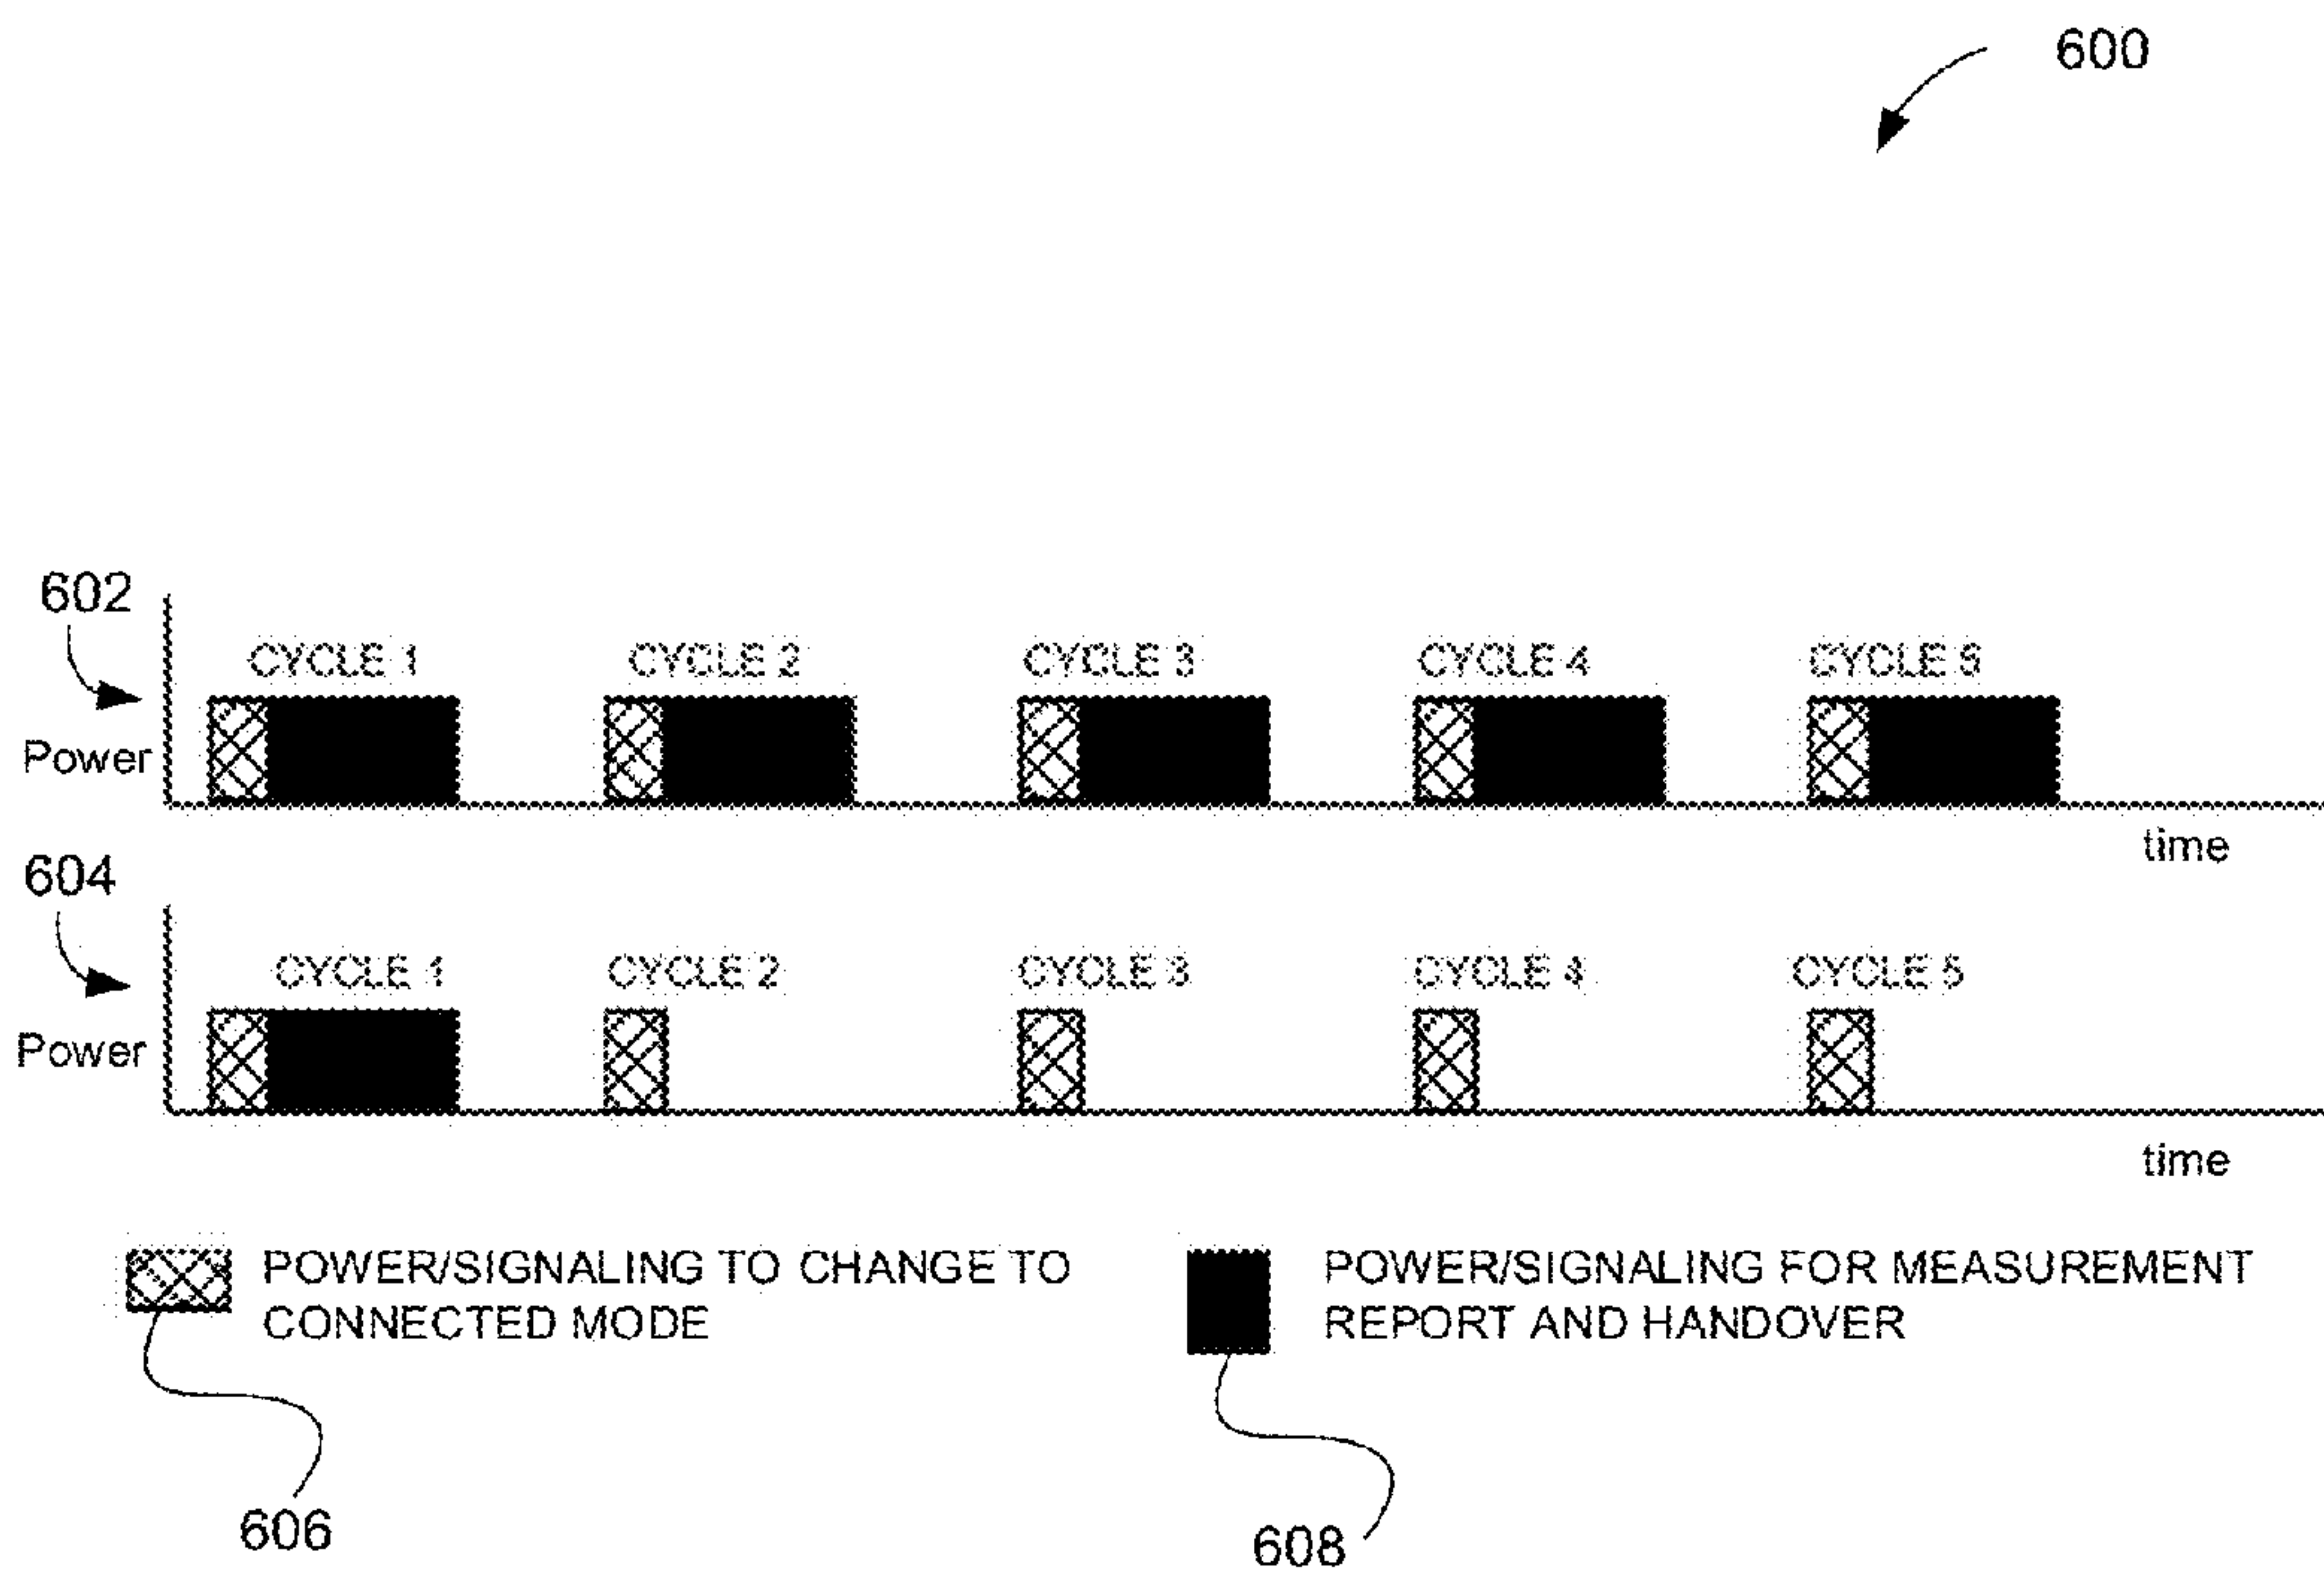 600
602
CYCLE 1 CYCLE 2 CYCLE 3 CYCLE 4 CYCLE 5
Power
time
604
CYCLE 1 CYCLE 2 CYCLE 3 CYCLE 4 CYCLE 5
Power
time
POWER/SIGNALING TO CHANGE TO
CONNECTED MODE
POWER/SIGNALING FOR MEASUREMENT
REPORT AND HANDOVER
606
608